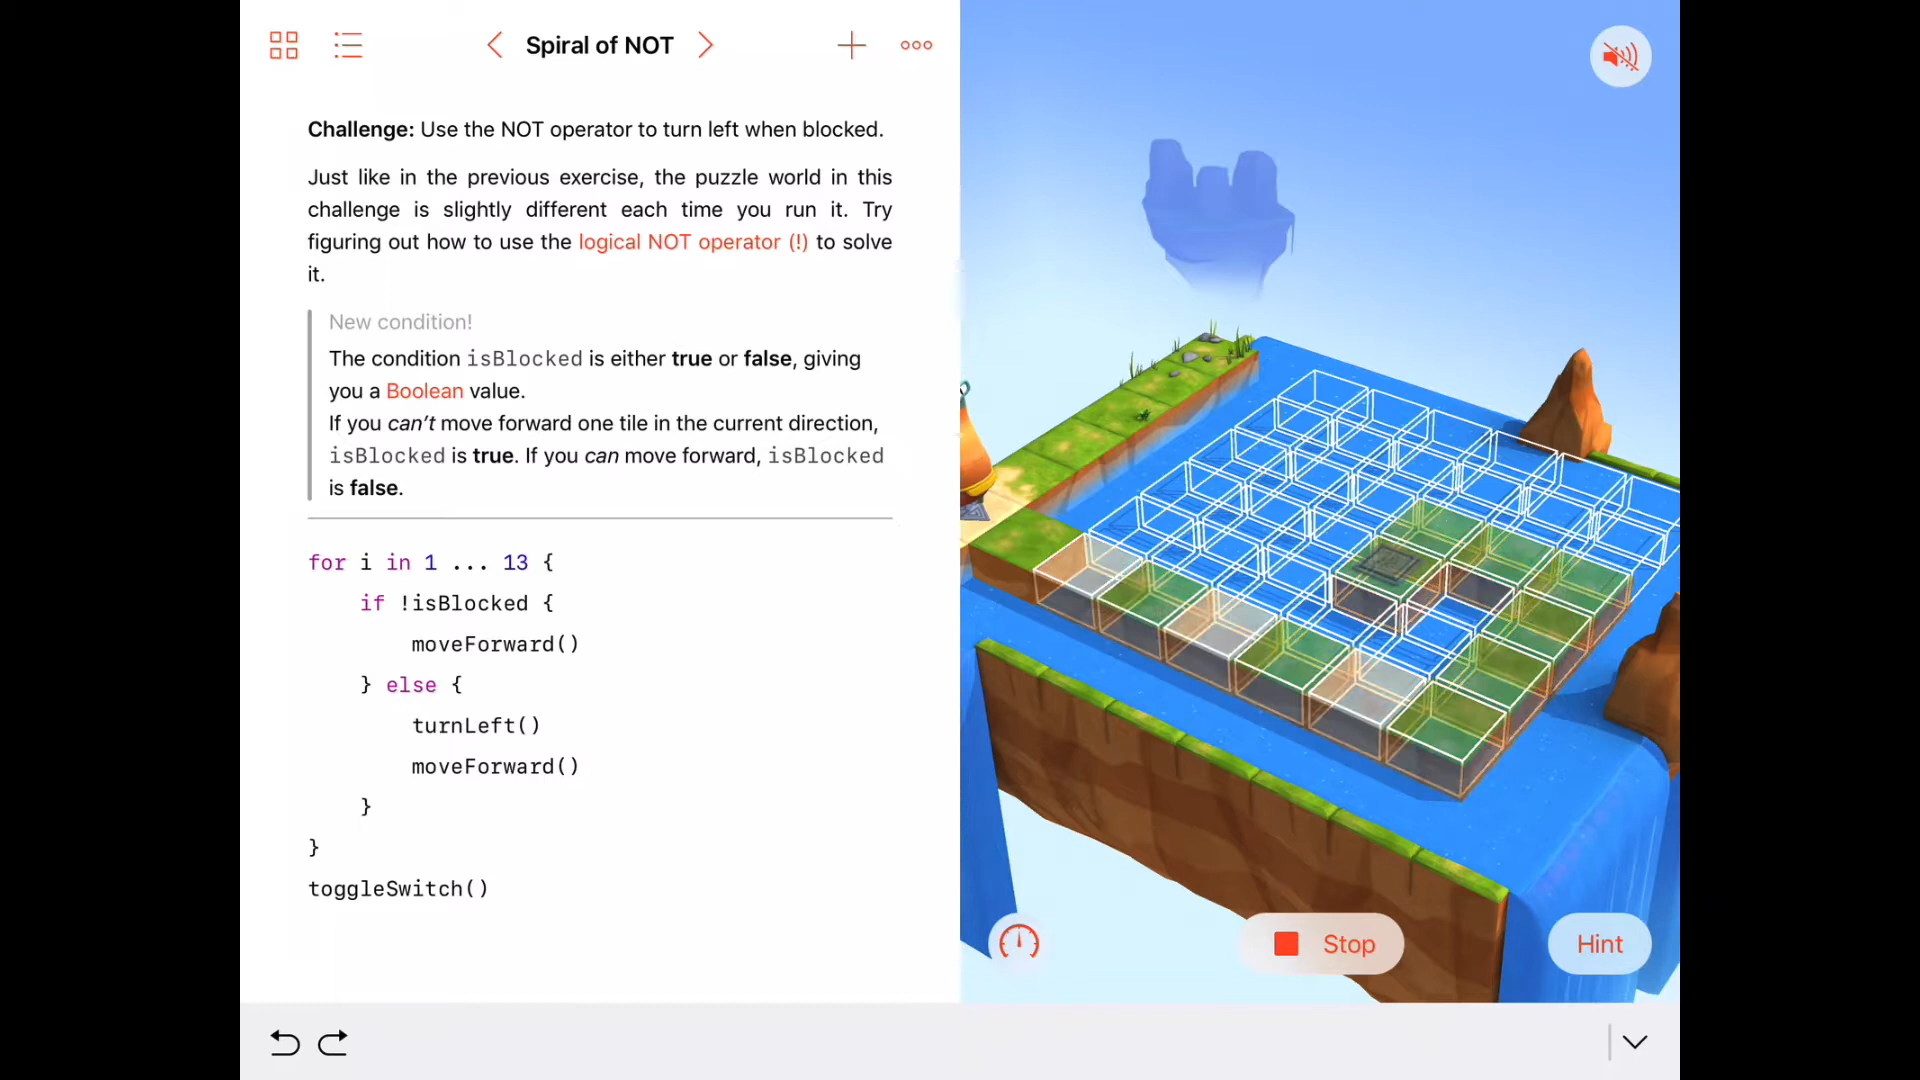 Spiral of NOT
Challenge: Use the NOT operator to turn left when blocked.
Just like in the previous exercise, the puzzle world in this
challenge is slightly different each time you run it. Try
figuring out how to use the logical NOT operator (!) to solve
it.
New condition!
The condition isBlocked is either true or false, giving
you a Boolean value.
If you can’t move forward one tile in the current direction,
isBlocked is true. If you can move forward, isBlocked
is false.
for i in 1 ... 13 {
if !isBlocked {
moveForward()
} else {
turnLeft()
moveForward()
}
}
toggleSwitch()
Stop
Hint